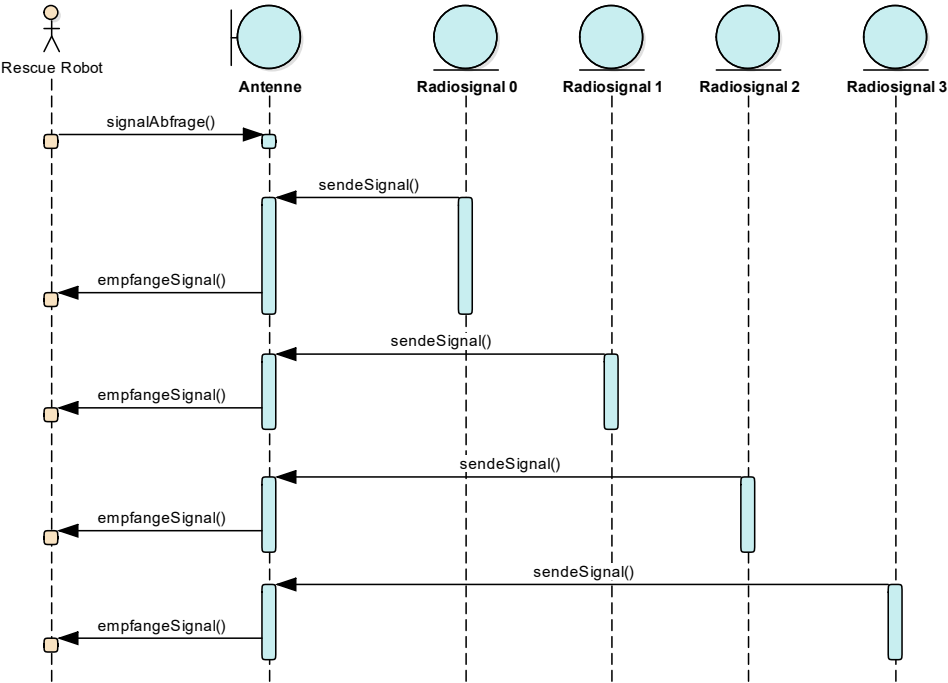 Rescue Robot
Antenne
Radiosignal 0
Radiosignal 1
Radiosignal 2
Radiosignal 3
signalAbfrage()
sendeSignal()
empfangeSignal()
sendeSignal()
empfangeSignal()
sendeSignal()
empfangeSignal()
sendeSignal()
empfangeSignal()